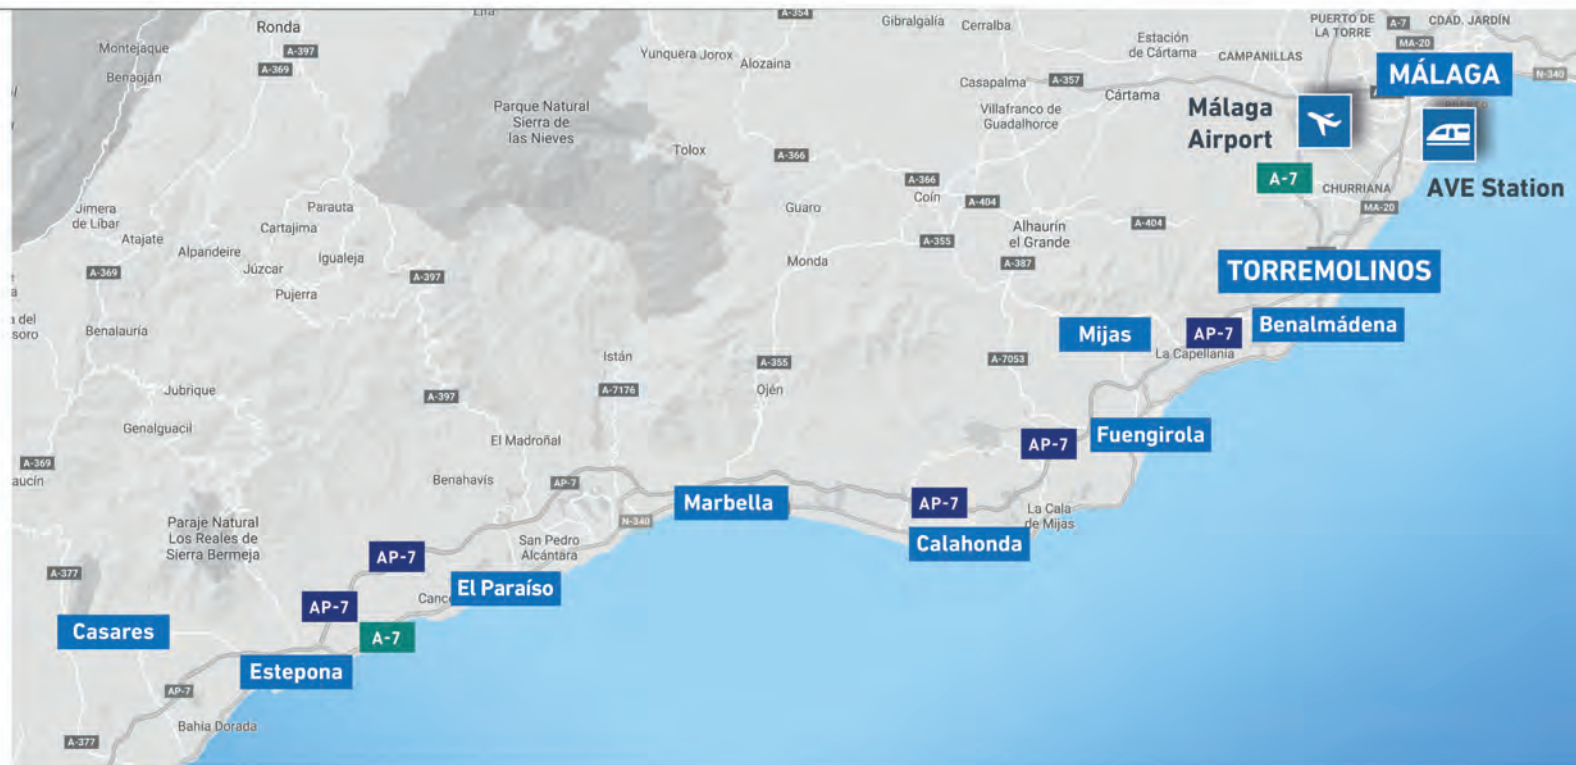 Ronda
A-397
A-369
Montejaque
Benaoján
Parque Natural
Sierra de
las Nieves
Yunquera
Jorox
Alozaina
A-354
Gibralgalía
Cerralba
Estación
de Cártama
CAMPANILLAS
PUERTO DE
LA TORRE
A-7
MA-20
CDAD. JARDÍN
N-340
MÁLAGA
Casapalma
A-357
Cártama
Villafranco de
Guadalhorce
Málaga
Airport
AVE Station
A-7
CHURRIANA
MA-20
Tolox
A-366
A-366
Coín
A-404
A-404
Guaro
Alhaurín
el Grande
A-355
A-387
Monda
Jimera
de Líbar
Atajate
Parauta
Cartajima
Alpandeire
Igualeja
Júzcar
Pujerra
A-369
A-397
Benalauría
TORREMOLINOS
Benalmádena
AP-7
Mijas
La Capellanía
A-7053
Istán
A-7176
A-355
Ojén
Jubrique
A-397
Genalguacil
El Madroñal
A-369
Benahavís
AP-7
Fuengirola
AP-7
Marbella
AP-7
La Cala
de Mijas
Calahonda
N-340
San Pedro
Alcántara
Paraje Natural
Los Reales de
Sierra Bermeja
AP-7
El Paraíso
A-377
AP-7
A-7
Casares
Estepona
AP-7
Bahía Dorada
A-377